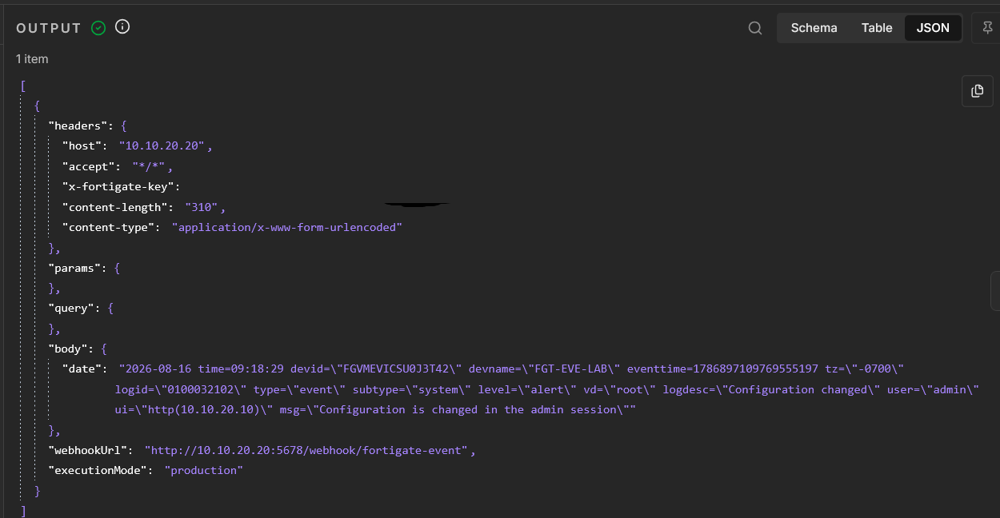 OUTPUT
Schema Table JSON
1 item
[
{
"headers": {
"host": "10.10.20.20",
"accept": "*/*",
"x-fortigate-key":
"content-length": "310",
"content-type": "application/x-www-form-urlencoded"
},
"params": {
},
"query": {
},
"body": {
"date": "2026-08-16 time=09:18:29 devid=\"FGVMEVICSU0J3T42\" devname=\"FGT-EVE-LAB\" eventtime=1786897109769555197 tz=\"-0700\"
logid=\"0100032102\" type=\"event\" subtype=\"system\" level=\"alert\" vd=\"root\" logdesc=\"Configuration changed\" user=\"admin\"
ui=\"http(10.10.20.10)\" msg=\"Configuration is changed in the admin session\""
},
"webhookUrl": "http://10.10.20.20:5678/webhook/fortigate-event",
"executionMode": "production"
}
]